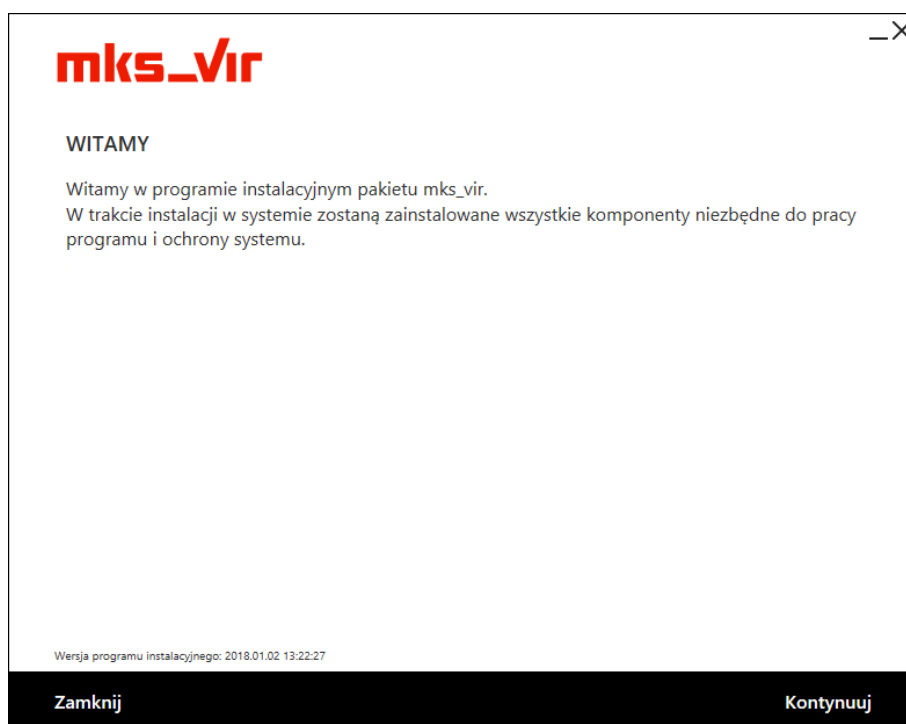 mks_vir
WITAMY
Witamy w programie instalacyjnym pakietu mks_vir.
W trakcie instalacji w systemie zostaną zainstalowane wszystkie komponenty niezbędne do pracy
programu i ochrony systemu.
Wersja programu instalacyjnego: 2018.01.02 13:22:27
Zamknij
Kontynuuj